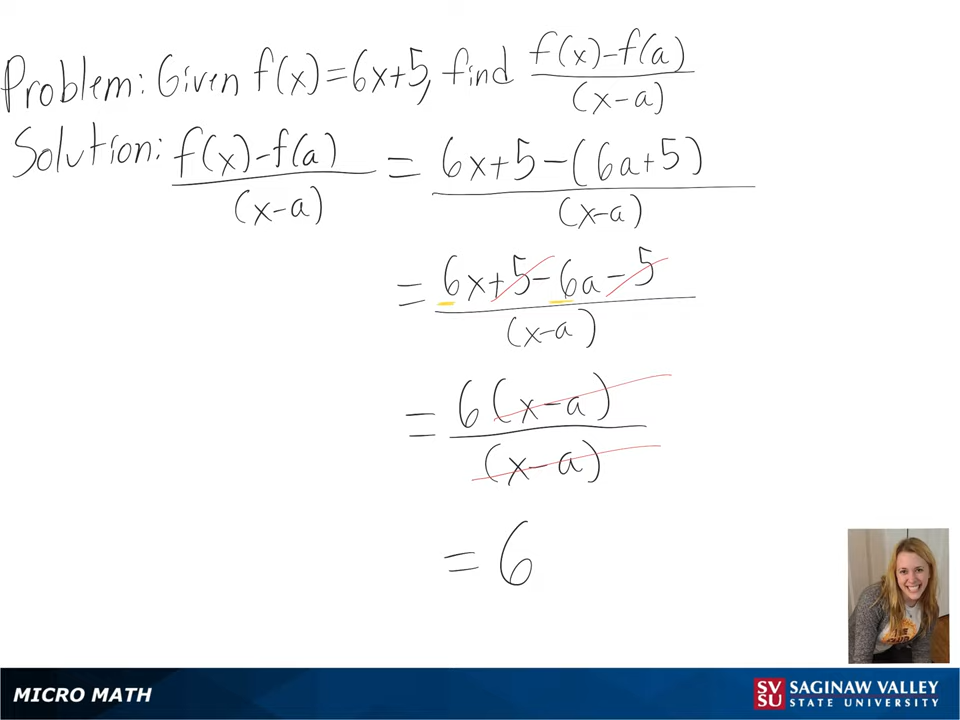 Problem: Given f(x)=6x+5, find f(x)-f(a)
(x-a)
Solution: f(x)-f(a) = 6x+5-(6a+5)
(x-a) (x-a)
= 6x+5-6a-5
(x-a)
= 6(x-a)
(x-a)
= 6
MICRO MATH
SV SU SAGINAW VALLEY
STATE UNIVERSITY